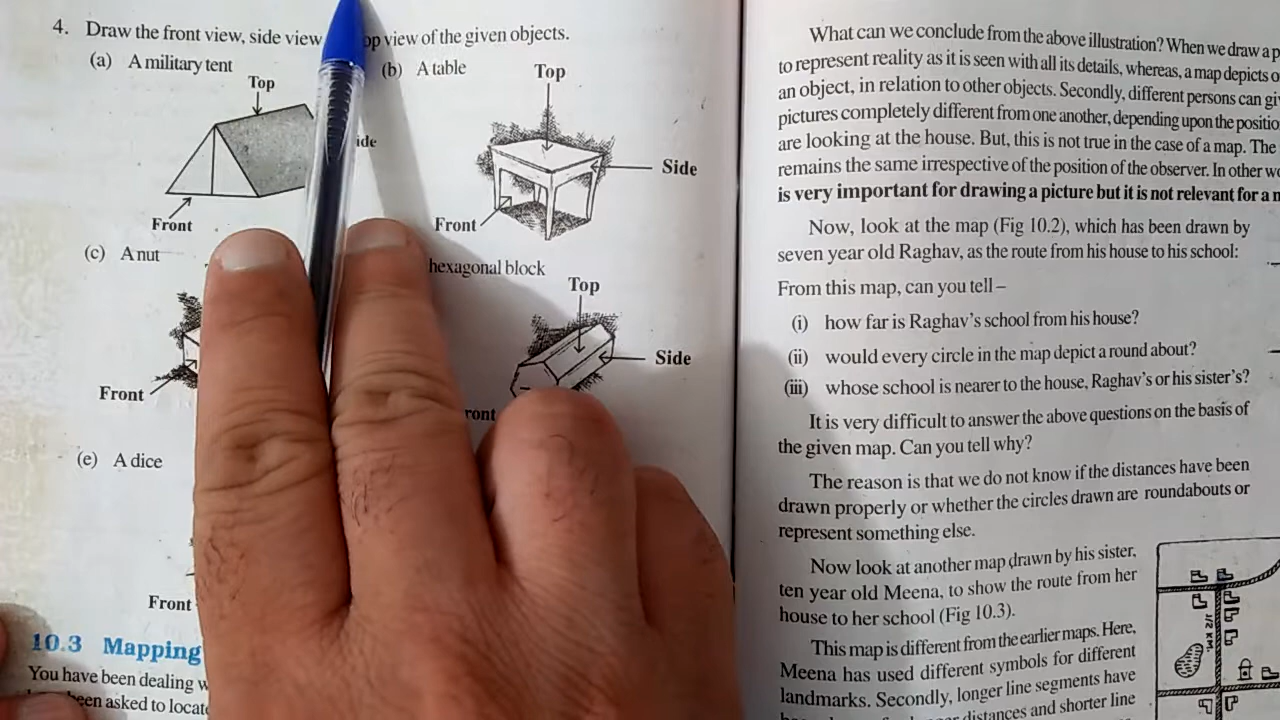 4. Draw the front view, side view op view of the given objects.
(a) A military tent
(b) A table
Top
Top
ide
Side
Front
Front
(c) A nut
hexagonal block
Top
Side
Front
ront
(e) A dice
Front
10.3 Mapping
You have been dealing w
een asked to locat
What can we conclude from the above illustration? When we draw a p
to represent reality as it is seen with all its details, whereas, a map depicts o
an object, in relation to other objects. Secondly, different persons can gi
pictures completely different from one another, depending upon the positio
are looking at the house. But, this is not true in the case of a map. The
remains the same irrespective of the position of the observer. In other w
is very important for drawing a picture but it is not relevant for a m
Now, look at the map (Fig 10.2), which has been drawn by
seven year old Raghav, as the route from his house to his school:
From this map, can you tell –
(i) how far is Raghav's school from his house?
(ii) would every circle in the map depict a round about?
(iii) whose school is nearer to the house, Raghav's or his sister's?
It is very difficult to answer the above questions on the basis of
the given map. Can you tell why?
The reason is that we do not know if the distances have been
drawn properly or whether the circles drawn are roundabouts or
represent something else.
Now look at another map drawn by his sister,
ten year old Meena, to show the route from her
house to her school (Fig 10.3).
This map is different from the earlier maps. Here,
Meena has used different symbols for different
landmarks. Secondly, longer line segments have
distances and shorter line
1/2 KM.